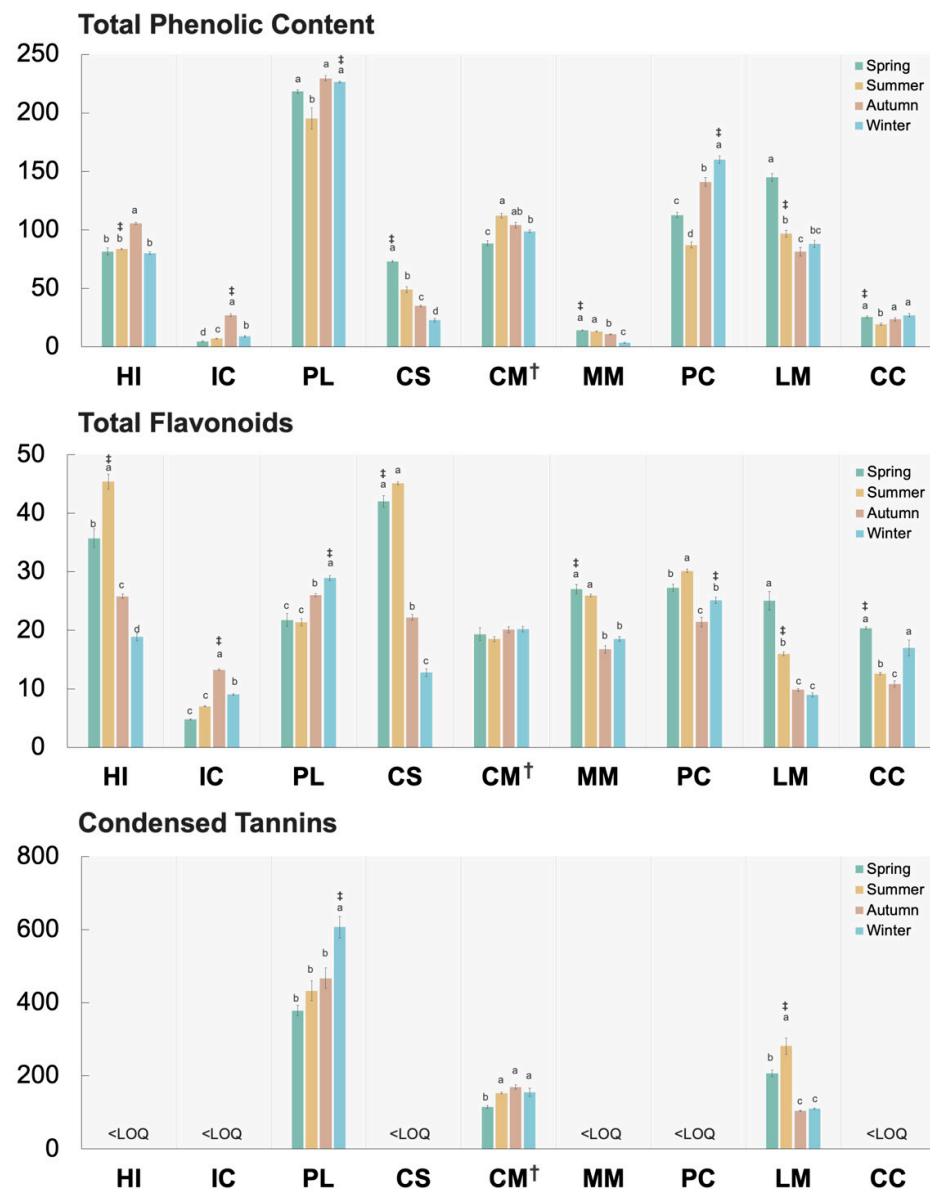 Total Phenolic Content
250
200
150
100
50
0
Spring
Summer
Autumn
Winter
b ‡ b a b
d c ‡ a b
a b a ‡ a
‡ a b c d
c a ab b
‡ a a b c
c d b ‡ a
a ‡ b c bc
‡ a b a a
HI IC PL CS CM† MM PC LM CC
Total Flavonoids
50
40
30
20
10
0
Spring
Summer
Autumn
Winter
b ‡ a c d
c c ‡ a b
c c b ‡ a
‡ a a b c
‡ a a b b
b a c ‡ b
a ‡ b c c
‡ a b c a
HI IC PL CS CM† MM PC LM CC
Condensed Tannins
800
600
400
200
0
Spring
Summer
Autumn
Winter
b b b ‡ a
b a a a
b ‡ a c c
<LOQ <LOQ <LOQ <LOQ <LOQ <LOQ
HI IC PL CS CM† MM PC LM CC